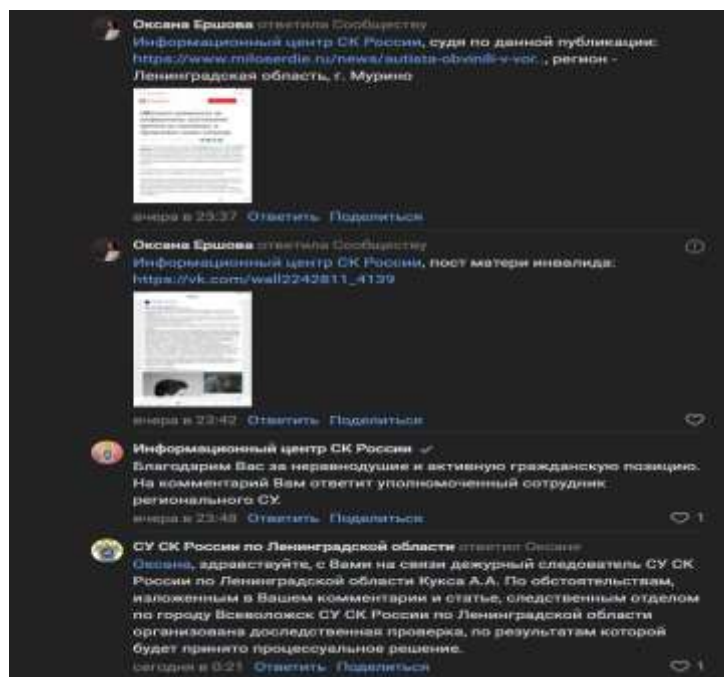 Оксана Ершова ответила Сообществу
Информационный центр СК России, судя по данной публикации:
https://www.miloserdie.ru/news/autista-obvinili-v-vor... , регион -
Ленинградская область, г. Мурино
вчера в 23:37 Ответить Поделиться
Оксана Ершова ответила Сообществу
Информационный центр СК России, пост матери инвалида:
https://vk.com/wall2242811_4139
вчера в 23:42 Ответить Поделиться
Информационный центр СК России
Благодарим Вас за неравнодушие и активную гражданскую позицию.
На комментарий Вам ответит уполномоченный сотрудник
регионального СУ.
вчера в 23:48 Ответить Поделиться 1
СУ СК России по Ленинградской области ответил Оксане
Оксана, здравствуйте, с Вами на связи дежурный следователь СУ СК
России по Ленинградской области Кукса А.А. По обстоятельствам,
изложенным в Вашем комментарии и статье, следственным отделом
по городу Всеволожск СУ СК России по Ленинградской области
организована доследственная проверка, по результатам которой
будет принято процессуальное решение.
сегодня в 0:21 Ответить Поделиться 1